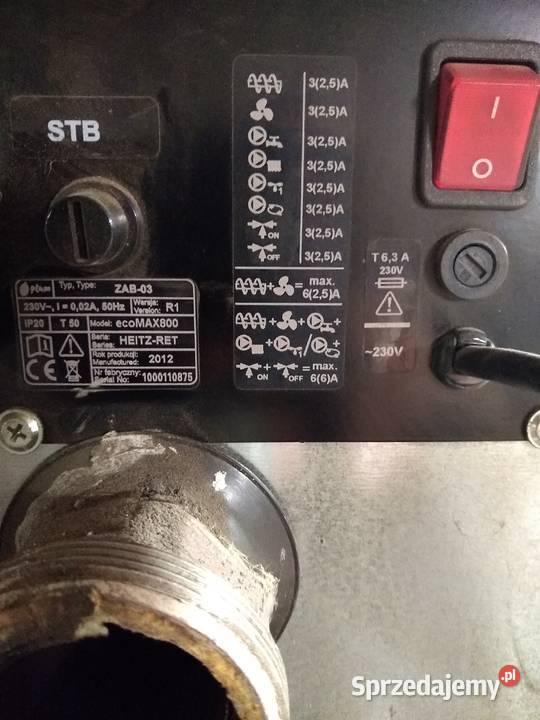 STB
3(2,5)A
3(2,5)A
3(2,5)A
3(2,5)A
3(2,5)A
3(2,5)A
ON 3(2,5)A
OFF 3(2,5)A
+ = max.
6(2,5)A
+ + +
+ + / +
ON + OFF = max.
6(6)A
I
O
T 6,3 A
230V
~230V
plum Typ, Type: ZAB-03
230V~, I = 0,02A, 50Hz Wersja: Version: R1
IP20 T 50 Model: ecoMAX800
Seria: Series: HEITZ-RET
Rok produkcji: Manufactured: 2012
Nr fabryczny: Serial No: 1000110875
CE
Sprzedajemy.pl